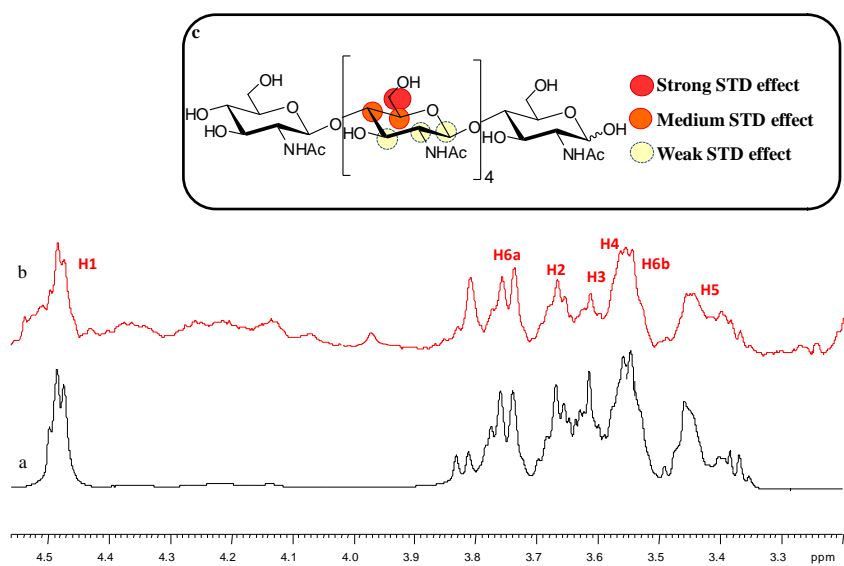 c
OH
HO
O
HO
NHAc
O
OH
O
HO
NHAc
4
O
OH
O
HO
NHAc
OH
Strong STD effect
Medium STD effect
Weak STD effect
b
H1
H6a
H2
H3
H4
H6b
H5
a
4.5 4.4 4.3 4.2 4.1 4.0 3.9 3.8 3.7 3.6 3.5 3.4 3.3 ppm